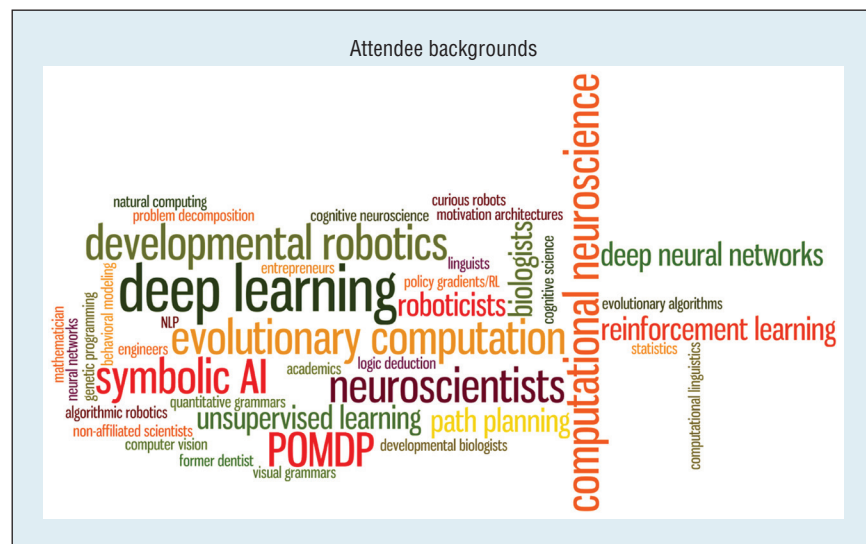 Attendee backgrounds
natural computing
problem decomposition
cognitive neuroscience
curious robots
motivation architectures
developmental robotics
linguists
biologists
cognitive science
computational neuroscience
deep neural networks
entrepreneurs
behavioral modeling
deep learning
policy gradients/RL
roboticists
evolutionary algorithms
mathematician
neural networks
genetic programming
NLP
evolutionary computation
reinforcement learning
engineers
statistics
symbolic AI
academics
logic deduction
neuroscientists
computational linguistics
quantitative grammars
algorithmic robotics
unsupervised learning
path planning
non-affiliated scientists
computer vision
POMDP
developmental biologists
former dentist
visual grammars